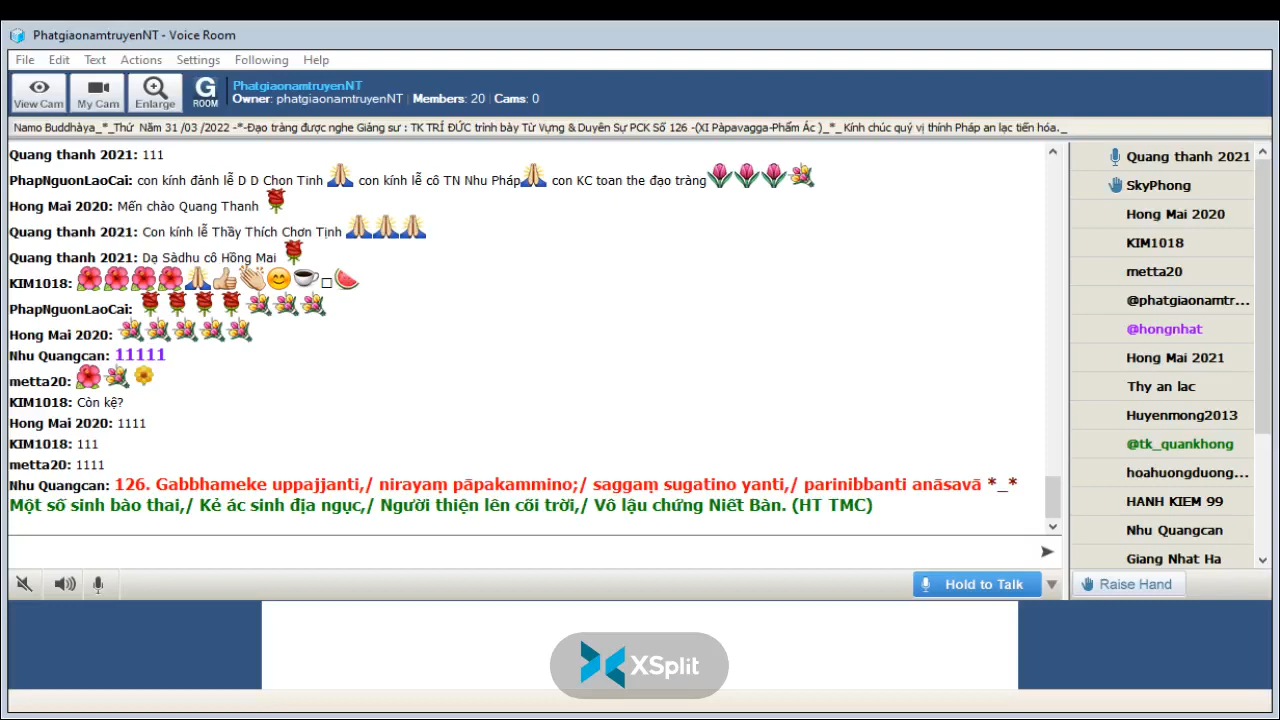 PhatgiaonamtruyenNT - Voice Room
File Edit Text Actions Settings Following Help
View Cam My Cam Enlarge G ROOM
PhatgiaonamtruyenNT
Owner: phatgiaonamtruyenNT | Members: 20 | Cams: 0
Namo Buddhàya_*_Thứ Năm 31 /03 /2022 -*-Đạo tràng được nghe Giảng sư : TK TRÍ ĐỨC trình bày Từ Vựng & Duyên Sự PCK Số 126 -(XI Pàpavagga-Phẩm Ác )_*_ Kính chúc quý vị thính Pháp an lạc tiến hóa._
Quang thanh 2021: 111
PhapNguonLaoCai: con kính đảnh lễ D D Chon Tinh 🙏 con kính lễ cô TN Nhu Pháp🙏 con KC toan the đạo tràng🌷🌷🌷💐
Hong Mai 2020: Mến chào Quang Thanh 🌹
Quang thanh 2021: Con kính lễ Thầy Thích Chơn Tịnh 🙏🙏🙏
Quang thanh 2021: Dạ Sàdhu cô Hồng Mai 🌹
KIM1018: 🌺🌺🌺🌺🙏👍👏😊☕□🍉
PhapNguonLaoCai: 🌹🌹🌹🌹💐💐💐
Hong Mai 2020: 💐💐💐💐💐
Nhu Quangcan: 11111
metta20: 🌺💐🌼
KIM1018: Còn kệ?
Hong Mai 2020: 1111
KIM1018: 111
metta20: 1111
Nhu Quangcan: 126. Gabbhameke uppajjanti,/ nirayaṃ pāpakammino;/ saggaṃ sugatino yanti,/ parinibbanti anāsavā *_*
Một số sinh bào thai,/ Kẻ ác sinh địa ngục,/ Người thiện lên cõi trời,/ Vô lậu chứng Niết Bàn. (HT TMC)
Hold to Talk
Quang thanh 2021
SkyPhong
Hong Mai 2020
KIM1018
metta20
@phatgiaonamtr...
@hongnhat
Hong Mai 2021
Thy an lac
Huyenmong2013
@tk_quankhong
hoahuongduong...
HANH KIEM 99
Nhu Quangcan
Giang Nhat Ha
Raise Hand
XSplit